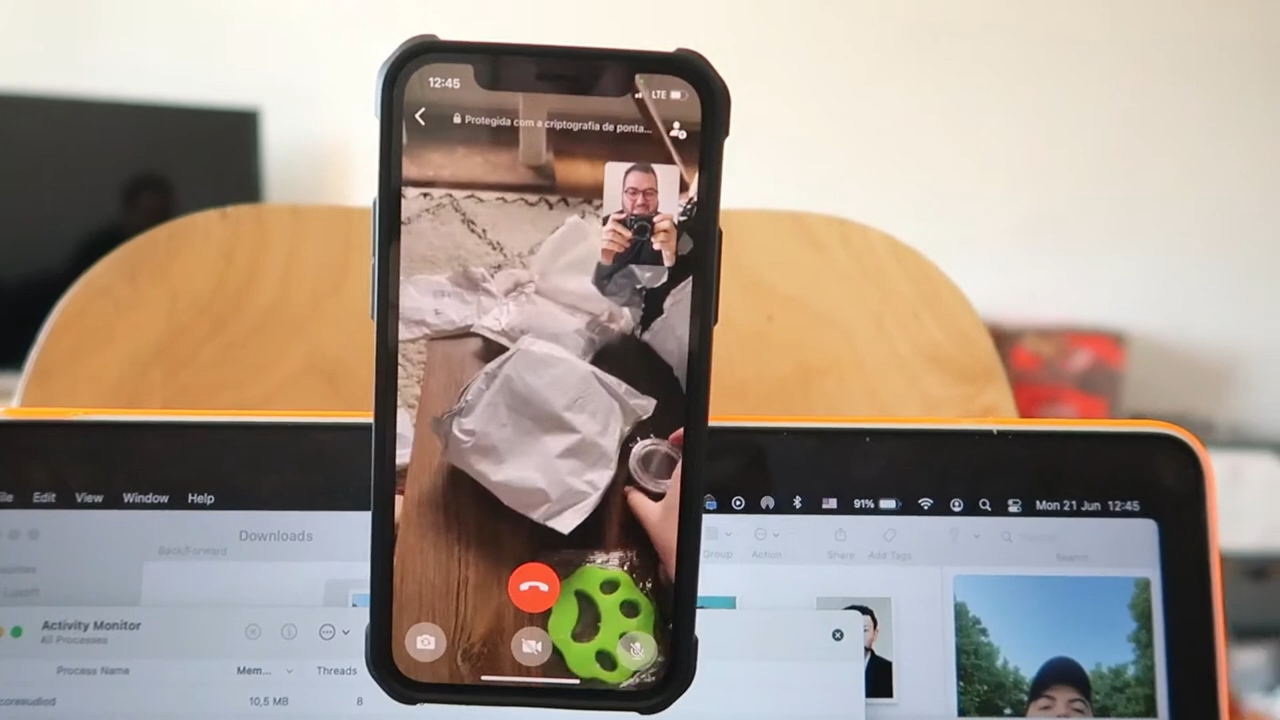 12:45
LTE
Protegida com a criptografia de ponta...
File Edit View Window Help
91%
Mon 21 Jun 12:45
Downloads
Back/Forward
Group
Action
Share
Add Tags
Search
Activity Monitor
All Processes
Process Name
Mem...
Threads
coreaudiod
10,5 MB
8